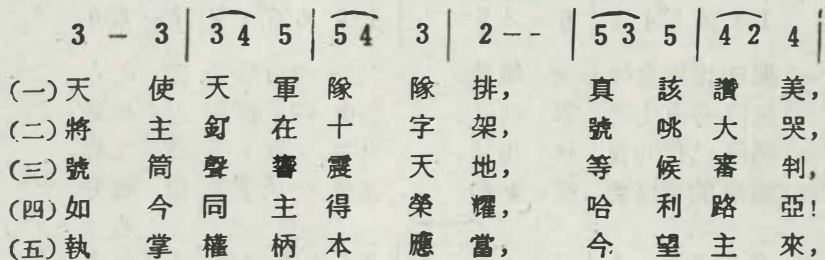 3 - 3 | 3 4 5 | 5 4 3 | 2 - - | 5 3 5 | 4 2 4 |
(一)天使天軍隊隊排，真該讚美，
(二)將主釘在十字架，號咷大哭，
(三)號筒聲響震天地，等候審判，
(四)如今同主得榮耀，哈利路亞！
(五)執掌權柄本應當，今望主來，